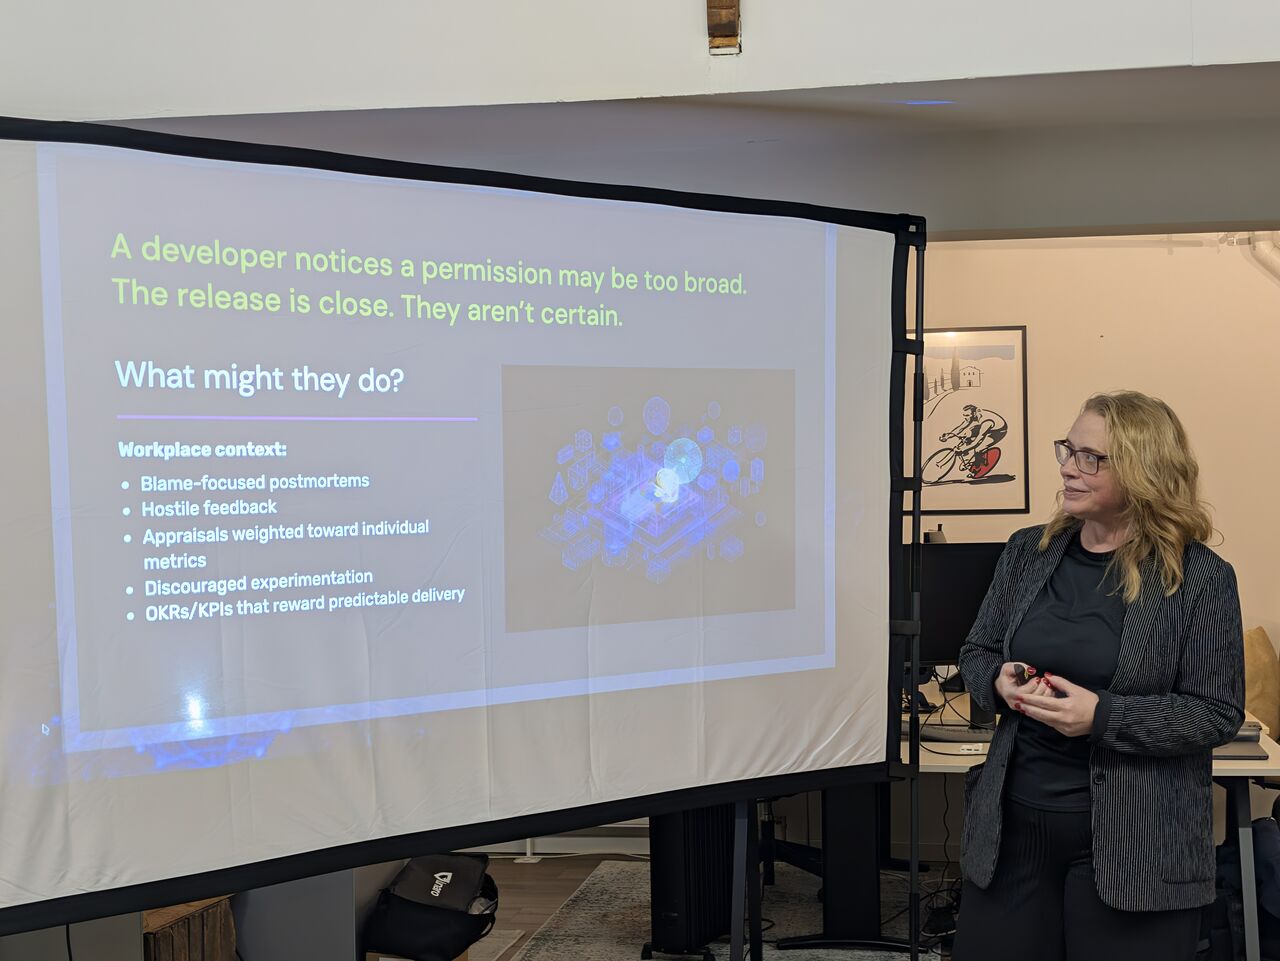 A developer notices a permission may be too broad.
The release is close. They aren't certain.
What might they do?
Workplace context:
• Blame-focused postmortems
• Hostile feedback
• Appraisals weighted toward individual
metrics
• Discouraged experimentation
• OKRs/KPIs that reward predictable delivery